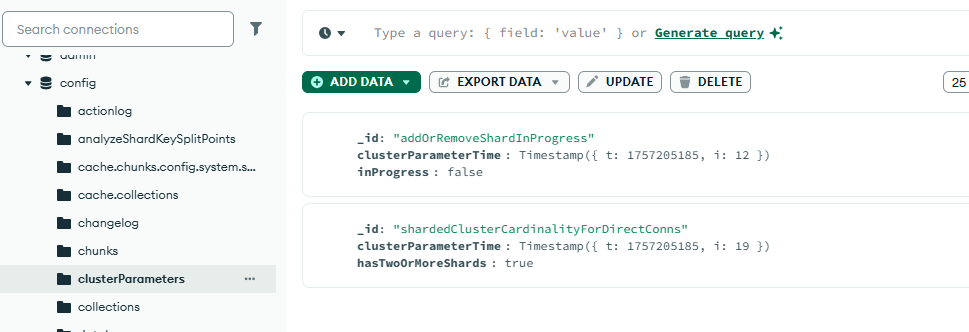 Search connections
admin
config
actionlog
analyzeShardKeySplitPoints
cache.chunks.config.system.s...
cache.collections
changelog
chunks
clusterParameters
collections
Type a query: { field: 'value' } or Generate query
ADD DATA
EXPORT DATA
UPDATE
DELETE
25
_id: "addOrRemoveShardInProgress"
clusterParameterTime : Timestamp({ t: 1757205185, i: 12 })
inProgress : false
_id: "shardedClusterCardinalityForDirectConns"
clusterParameterTime : Timestamp({ t: 1757205185, i: 19 })
hasTwoOrMoreShards : true